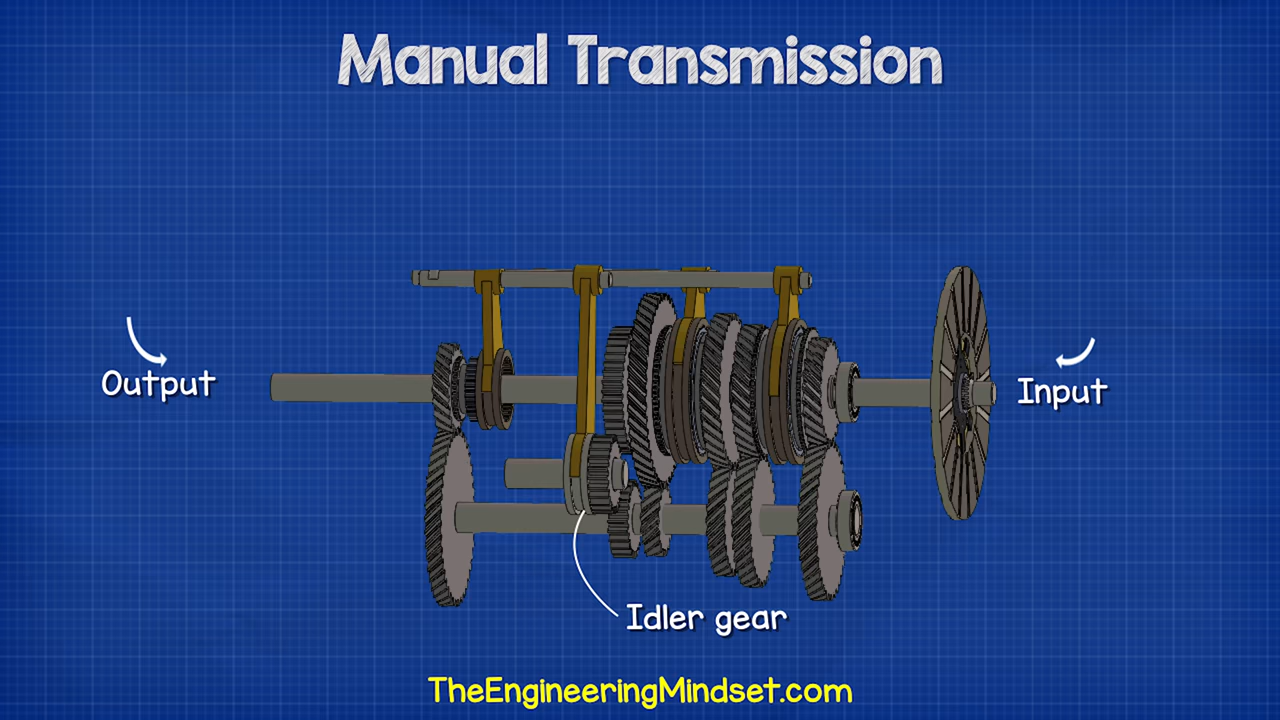 Manual Transmission
Output
Input
Idler gear
TheEngineeringMindset.com